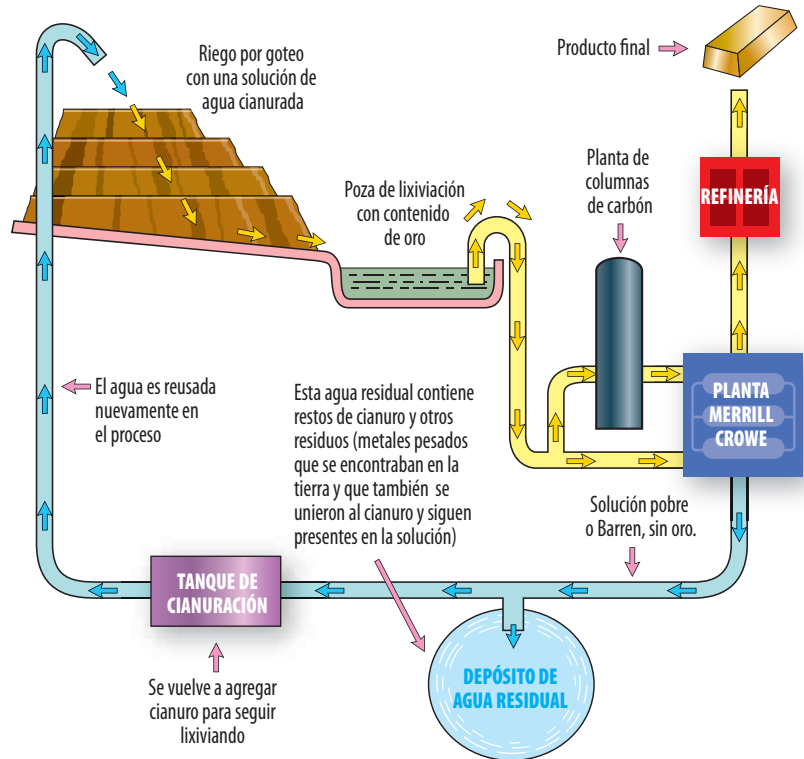 Riego por goteo
con una solución de
agua cianurada
Producto final
Planta de
columnas
de carbón
REFINERÍA
Poza de lixiviación
con contenido
de oro
El agua es reusada
nuevamente en
el proceso
Esta agua residual contiene
restos de cianuro y otros
residuos (metales pesados
que se encontraban en la
tierra y que también se
unieron al cianuro y siguen
presentes en la solución)
PLANTA
MERRILL
CROWE
Solución pobre
o Barren, sin oro.
TANQUE DE
CIANURACIÓN
Se vuelve a agregar
cianuro para seguir
lixiviando
DEPÓSITO DE
AGUA RESIDUAL